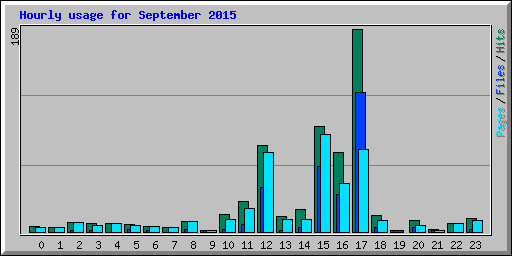 Hourly usage for September 2015
189
Pages/Files/Hits
0 1 2 3 4 5 6 7 8 9 10 11 12 13 14 15 16 17 18 19 20 21 22 23